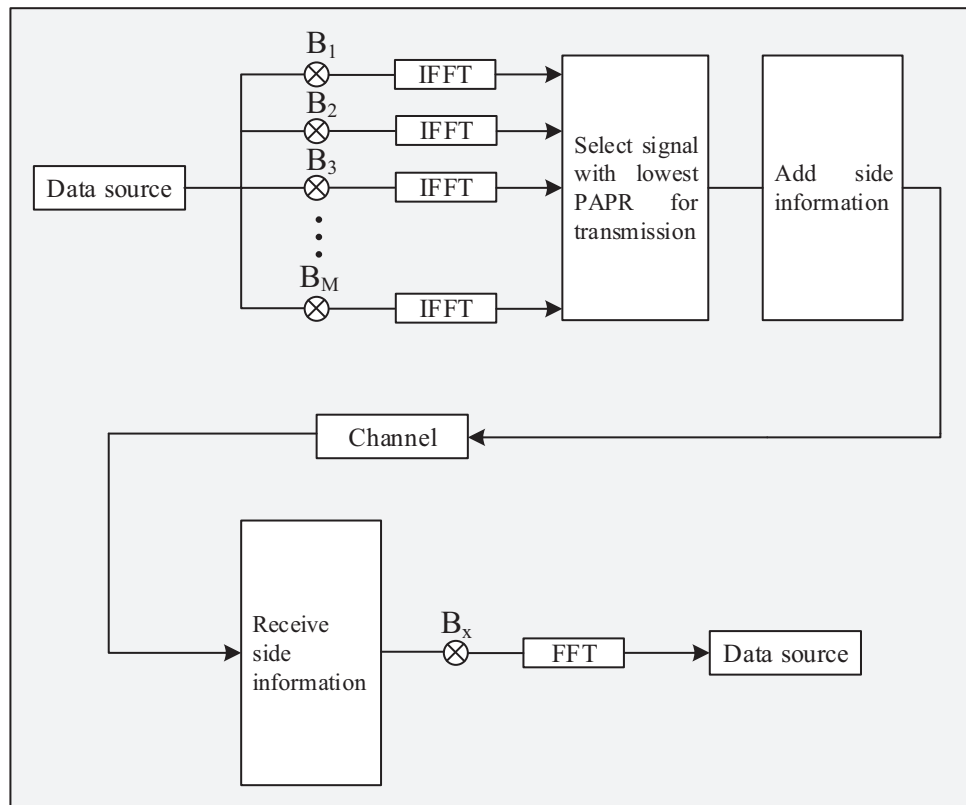 B1
IFFT
B2
IFFT
B3
IFFT
Data source
BM
IFFT
Select signal
with lowest
PAPR for
transmission
Add side
information
Channel
Receive
side
information
Bx
FFT
Data source